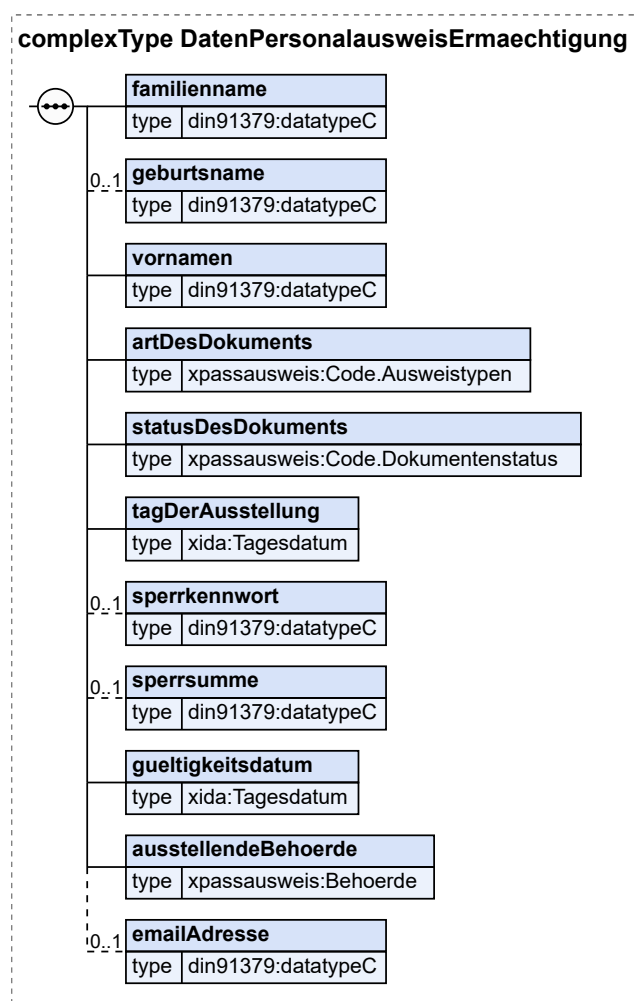 complexType DatenPersonalausweisErmaechtigung
familienname
type din91379:datatypeC
0..1 geburtsname
type din91379:datatypeC
vornamen
type din91379:datatypeC
artDesDokuments
type xpassausweis:Code.Ausweistypen
statusDesDokuments
type xpassausweis:Code.Dokumentenstatus
tagDerAusstellung
type xida:Tagesdatum
0..1 sperrkennwort
type din91379:datatypeC
0..1 sperrsumme
type din91379:datatypeC
gueltigkeitsdatum
type xida:Tagesdatum
ausstellendeBehoerde
type xpassausweis:Behoerde
0..1 emailAdresse
type din91379:datatypeC